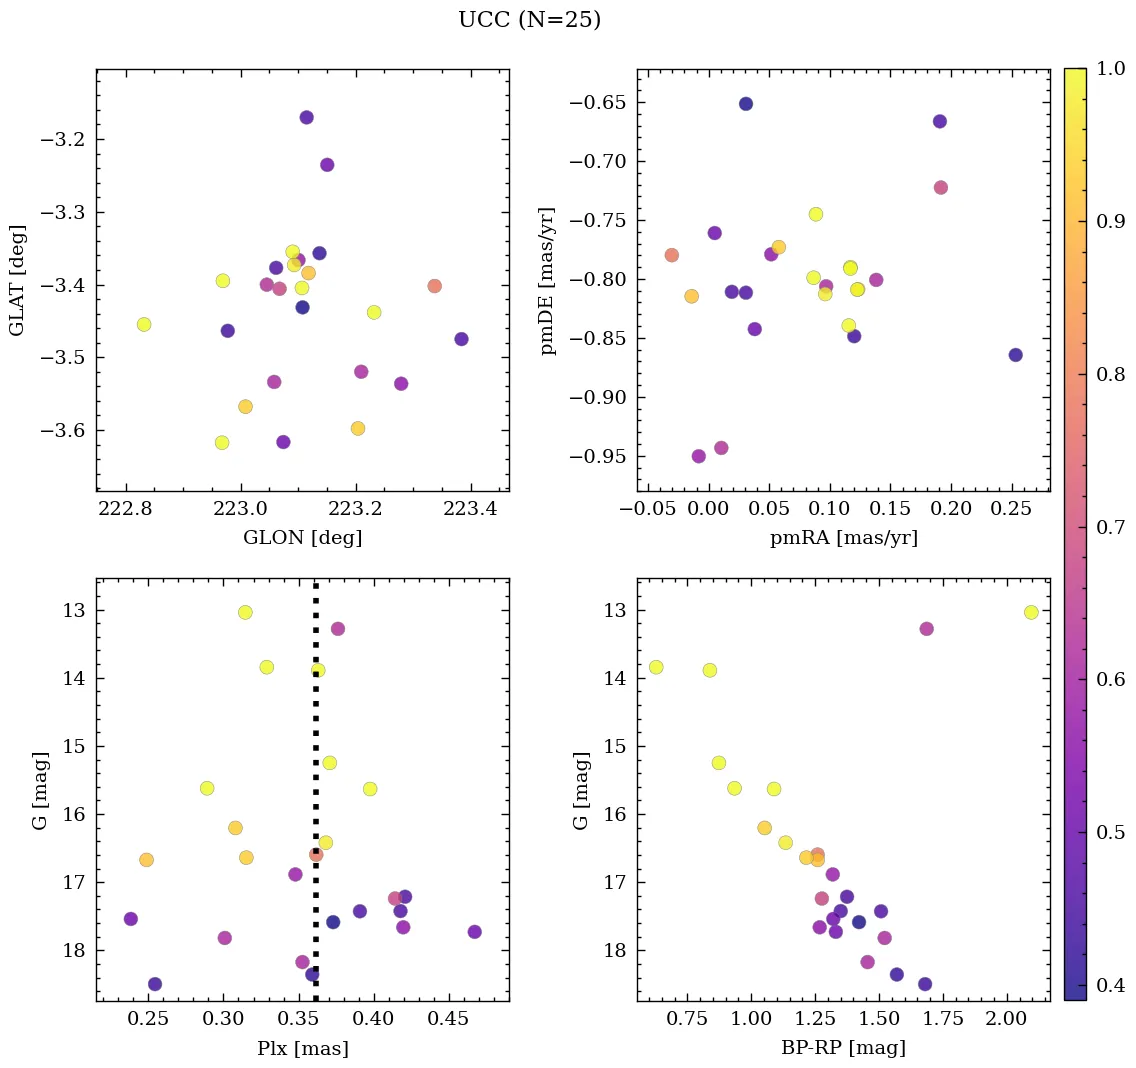 UCC (N=25)
−3.2
−3.3
−3.4
−3.5
−3.6
GLAT [deg]
222.8 223.0 223.2 223.4
GLON [deg]
−0.65
−0.70
−0.75
−0.80
−0.85
−0.90
−0.95
pmDE [mas/yr]
−0.05 0.00 0.05 0.10 0.15 0.20 0.25
pmRA [mas/yr]
13
14
15
16
17
18
G [mag]
0.25 0.30 0.35 0.40 0.45
Plx [mas]
13
14
15
16
17
18
G [mag]
0.75 1.00 1.25 1.50 1.75 2.00
BP-RP [mag]
1.0
0.9
0.8
0.7
0.6
0.5
0.4